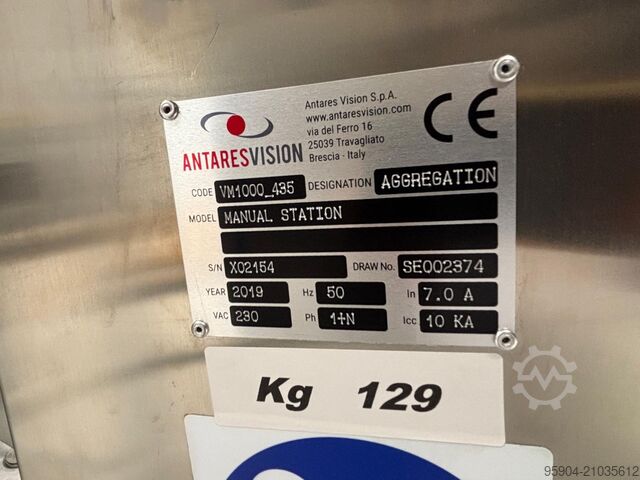 Antares Vision S.p.A.
www.antaresvision.com
via del Ferro 16
25039 Travagliato
Brescia - Italy
CE
ANTARESVISION
CODE VM1000_435 DESIGNATION AGGREGATION
MODEL MANUAL STATION
S/N X02154 DRAW No. SE002374
YEAR 2019 Hz 50 In 7.0 A
VAC 230 Ph 1+N Icc 10 KA
Kg 129
95904-21035612